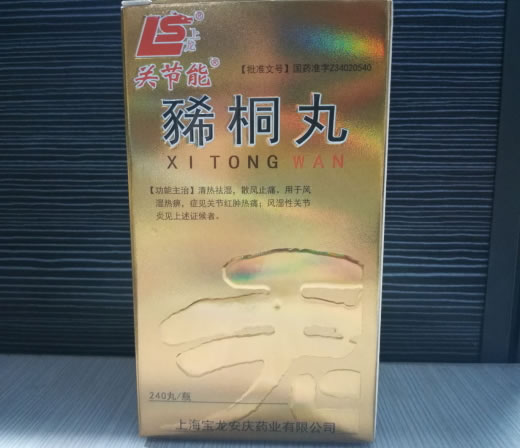 LS®
上龙
关节能®
【批准文号】国药准字Z34020540
豨桐丸
XI TONG WAN
【功能主治】清热祛湿，散风止痛。用于风
湿热痹，症见关节红肿热痛；风湿性关节
炎见上述证候者。
240丸/瓶
上海宝龙安庆药业有限公司